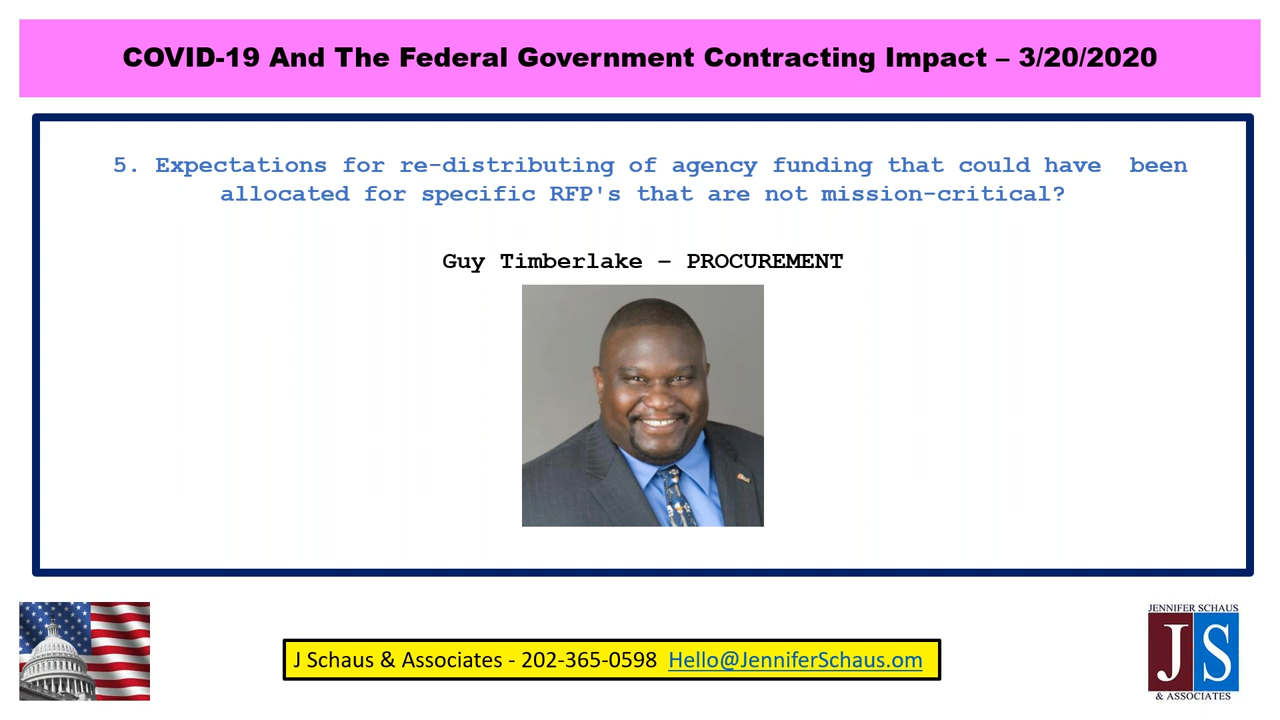 COVID-19 And The Federal Government Contracting Impact – 3/20/2020
5. Expectations for re-distributing of agency funding that could have  been
allocated for specific RFP's that are not mission-critical?
Guy Timberlake – PROCUREMENT
J Schaus & Associates - 202-365-0598  Hello@JenniferSchaus.om
JENNIFER SCHAUS
JS
& ASSOCIATES